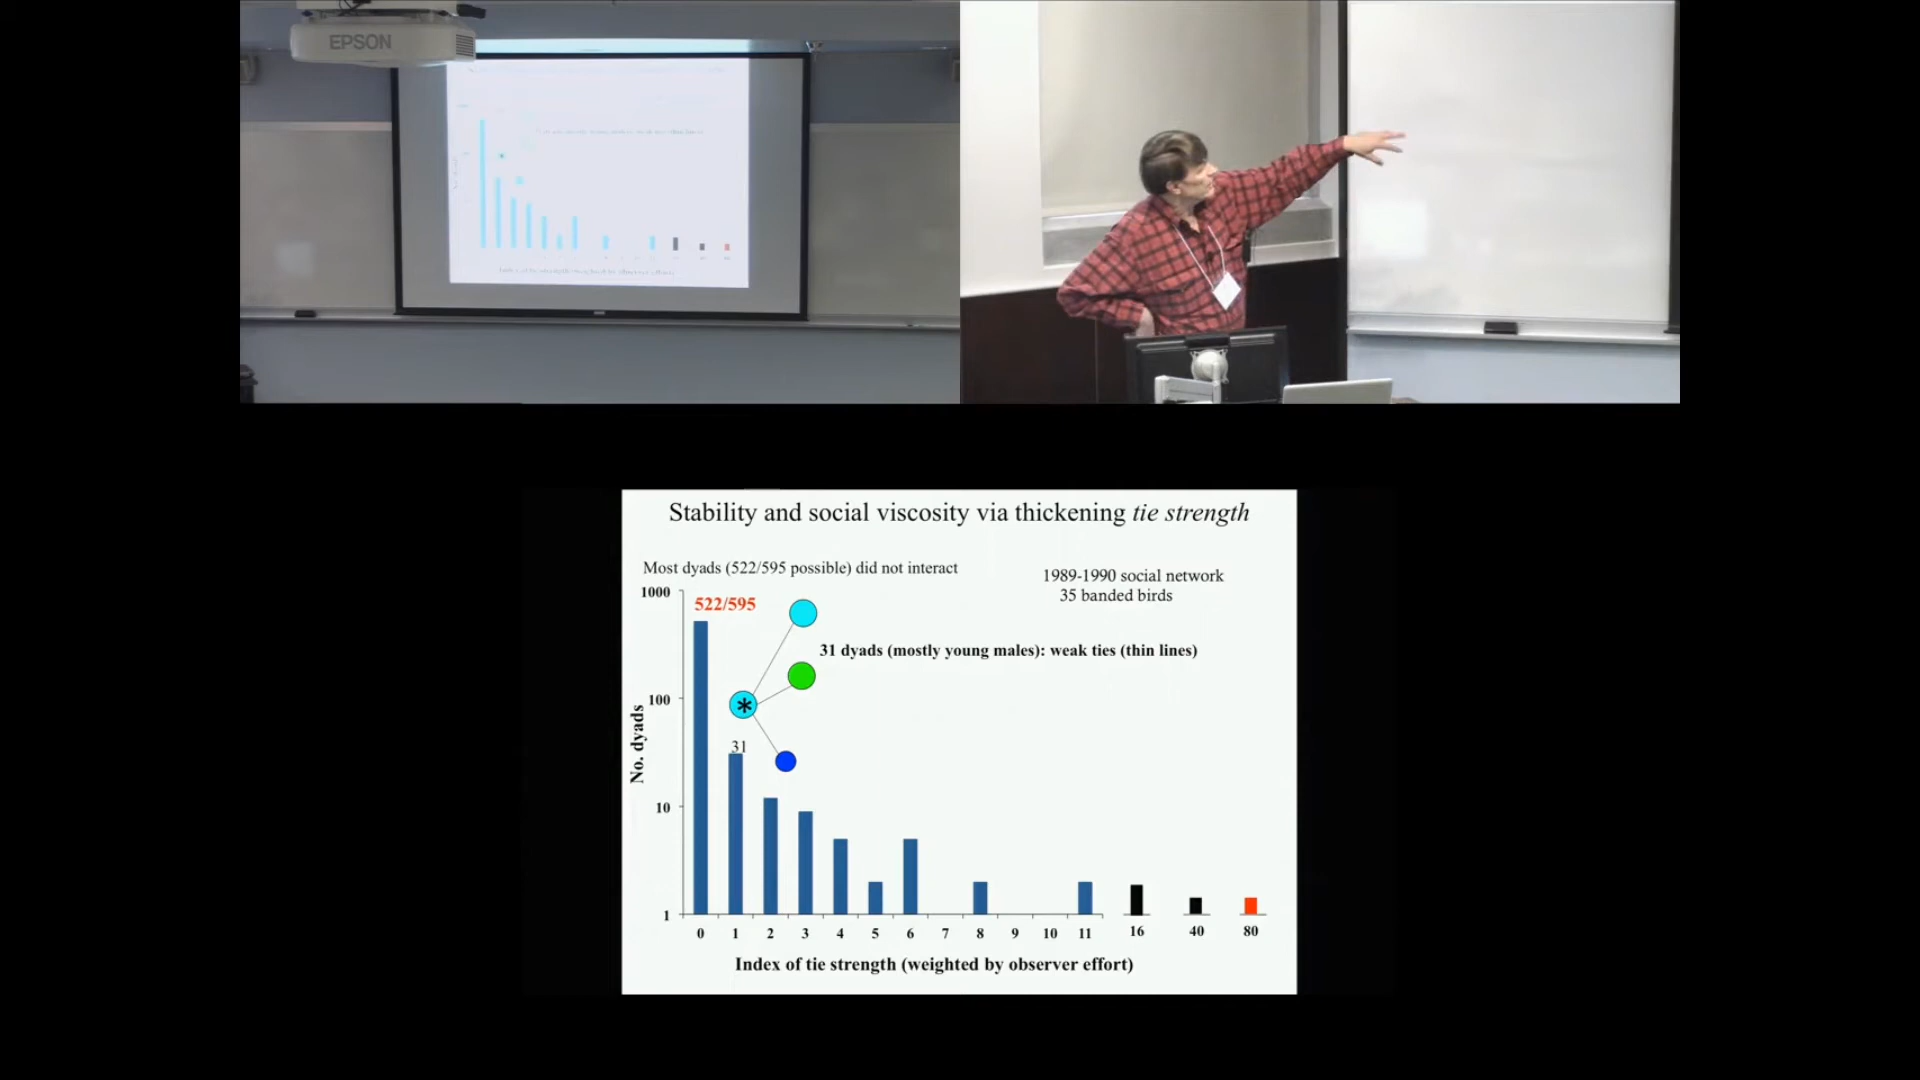 EPSON
Stability and social viscosity via thickening tie strength
Most dyads (522/595 possible) did not interact
1989-1990 social network
35 banded birds
1000
522/595
31 dyads (mostly young males): weak ties (thin lines)
100
*
31
No. dyads
10
1
0 1 2 3 4 5 6 7 8 9 10 11 16 40 80
Index of tie strength (weighted by observer effort)